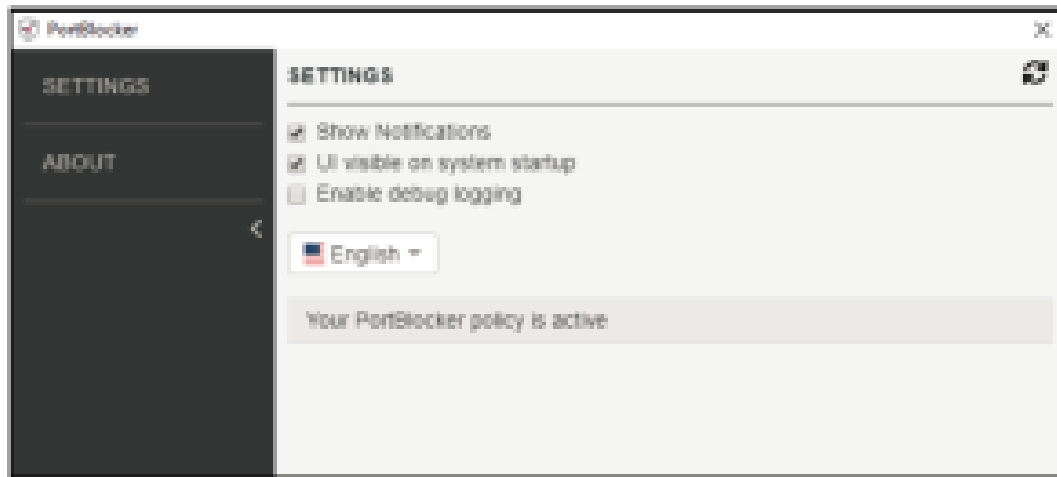 PortBlocker
SETTINGS
ABOUT
SETTINGS
Show Notifications
UI visible on system startup
Enable debug logging
English
Your PortBlocker policy is active